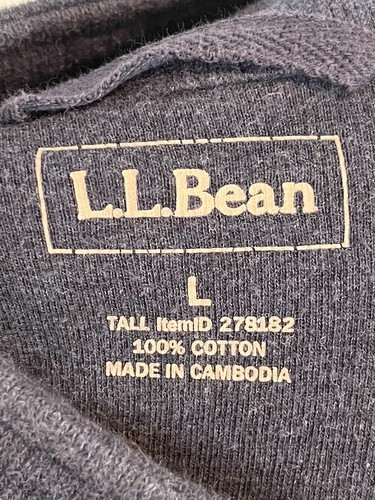 L.L.Bean
L
TALL ItemID 278182
100% COTTON
MADE IN CAMBODIA